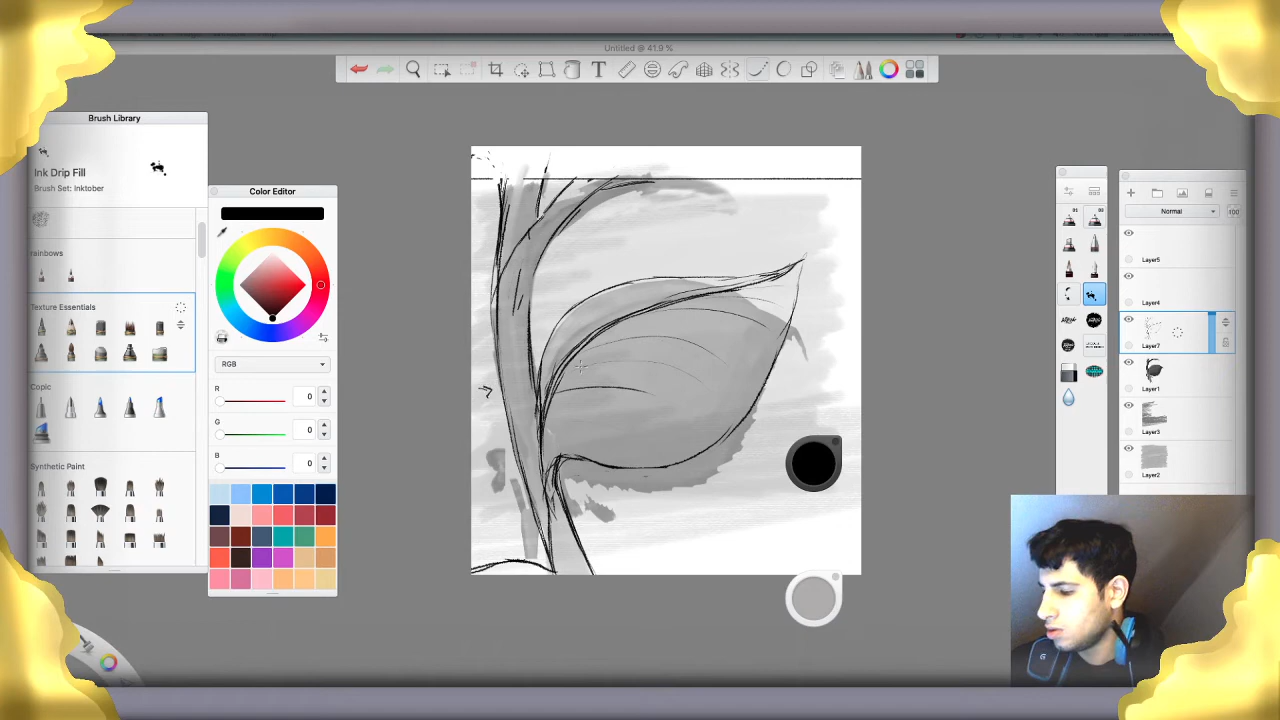 Untitled @ 41.9 %
Brush Library
Ink Drip Fill
Brush Set: Inktober
rainbows
Texture Essentials
Copic
Synthetic Paint
Color Editor
RGB
R 0
G 0
B 0
Normal
100
Layer5
Layer4
Layer7
Layer1
Layer3
Layer2
G